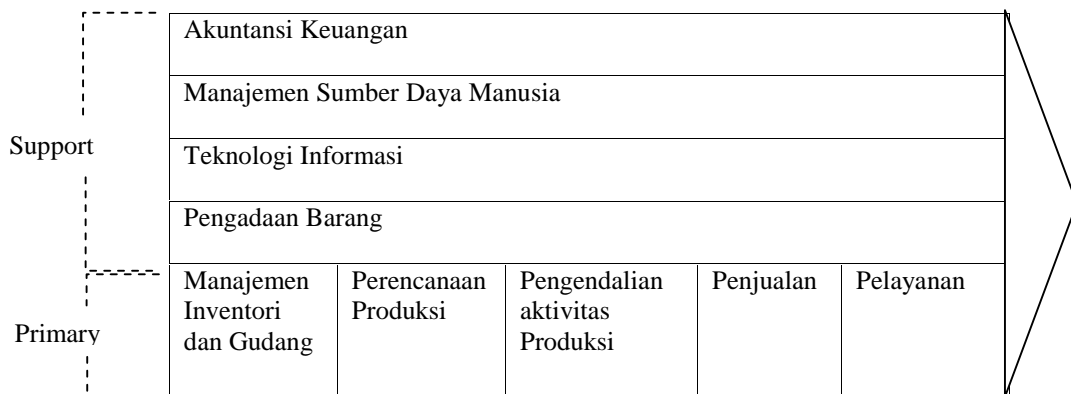 Akuntansi Keuangan
Manajemen Sumber Daya Manusia
Support
Teknologi Informasi
Pengadaan Barang
Primary
Manajemen
Inventori
dan Gudang
Perencanaan
Produksi
Pengendalian
aktivitas
Produksi
Penjualan
Pelayanan